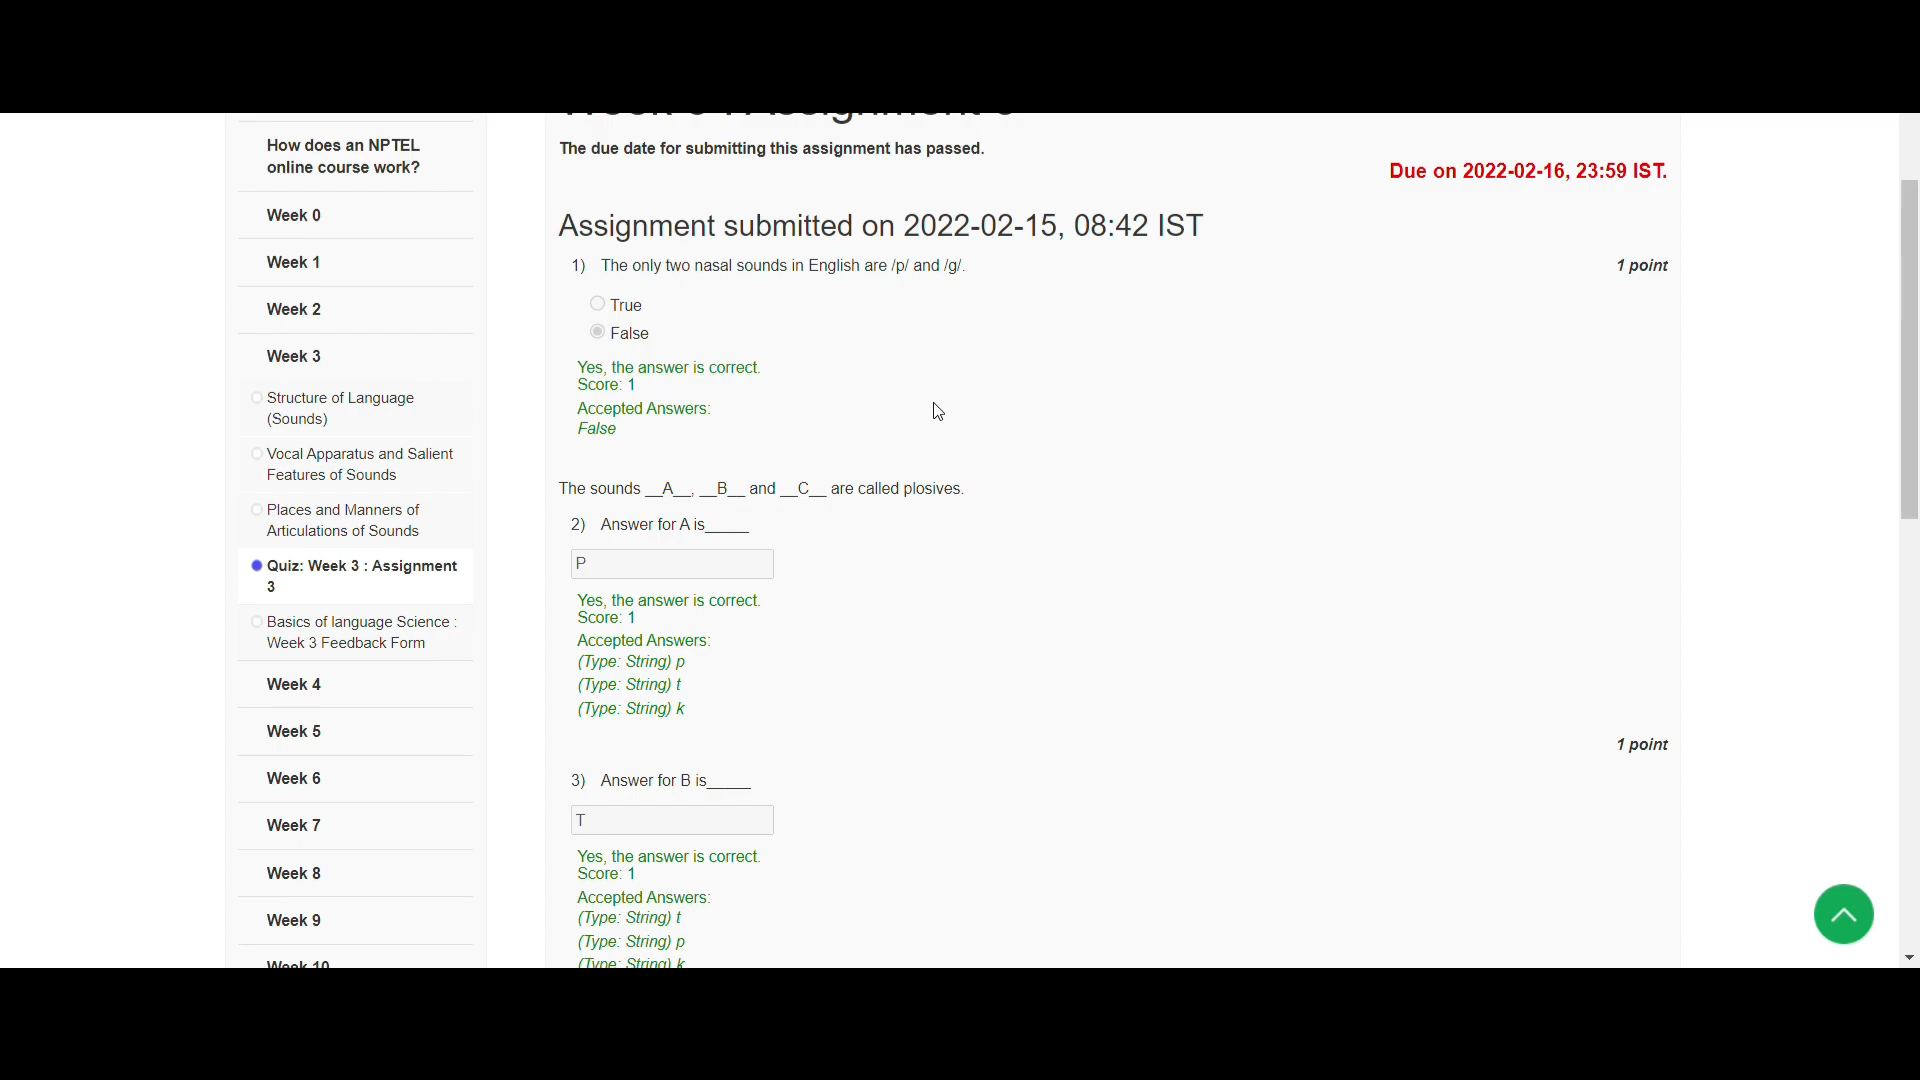 How does an NPTEL
online course work?
Week 0
Week 1
Week 2
Week 3
Structure of Language
(Sounds)
Vocal Apparatus and Salient
Features of Sounds
Places and Manners of
Articulations of Sounds
Quiz: Week 3 : Assignment
3
Basics of language Science :
Week 3 Feedback Form
Week 4
Week 5
Week 6
Week 7
Week 8
Week 9
Week 10
The due date for submitting this assignment has passed.
Due on 2022-02-16, 23:59 IST.
Assignment submitted on 2022-02-15, 08:42 IST
1) The only two nasal sounds in English are /p/ and /g/.
1 point
True
False
Yes, the answer is correct.
Score: 1
Accepted Answers:
False
The sounds __A__, __B__ and __C__ are called plosives.
2) Answer for A is_____
P
Yes, the answer is correct.
Score: 1
Accepted Answers:
(Type: String) p
(Type: String) t
(Type: String) k
1 point
3) Answer for B is_____
T
Yes, the answer is correct.
Score: 1
Accepted Answers:
(Type: String) t
(Type: String) p
(Type: String) k